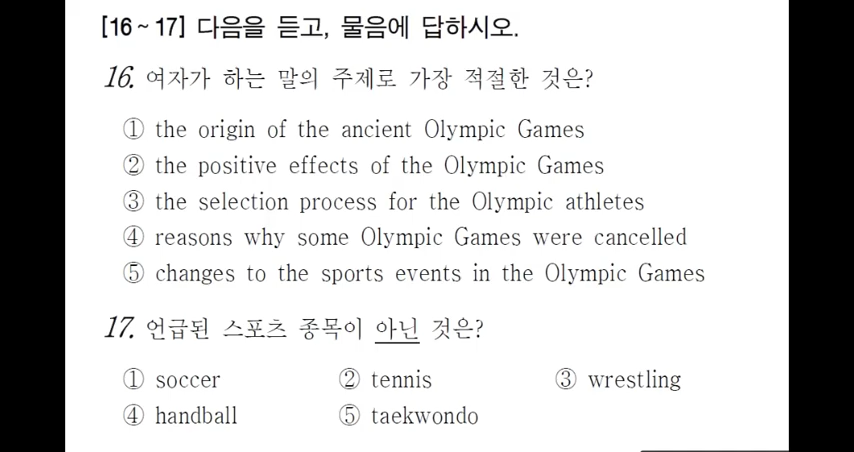 [16~17] 다음을 듣고, 물음에 답하시오.
16. 여자가 하는 말의 주제로 가장 적절한 것은?
① the origin of the ancient Olympic Games
② the positive effects of the Olympic Games
③ the selection process for the Olympic athletes
④ reasons why some Olympic Games were cancelled
⑤ changes to the sports events in the Olympic Games
17. 언급된 스포츠 종목이 아닌 것은?
① soccer ② tennis ③ wrestling
④ handball ⑤ taekwondo